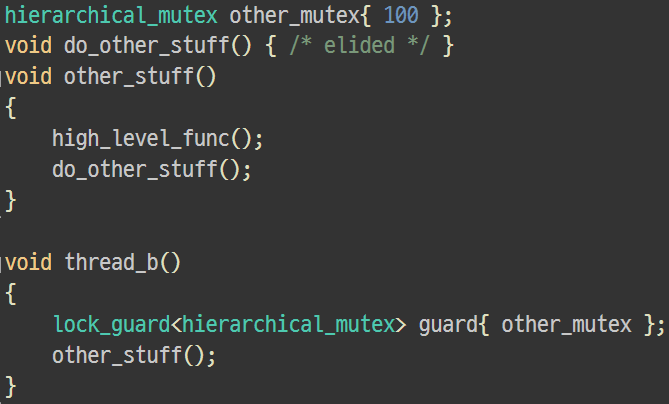 hierarchical_mutex other_mutex{ 100 };
void do_other_stuff() { /* elided */ }
void other_stuff()
{
    high_level_func();
    do_other_stuff();
}

void thread_b()
{
    lock_guard<hierarchical_mutex> guard{ other_mutex };
    other_stuff();
}